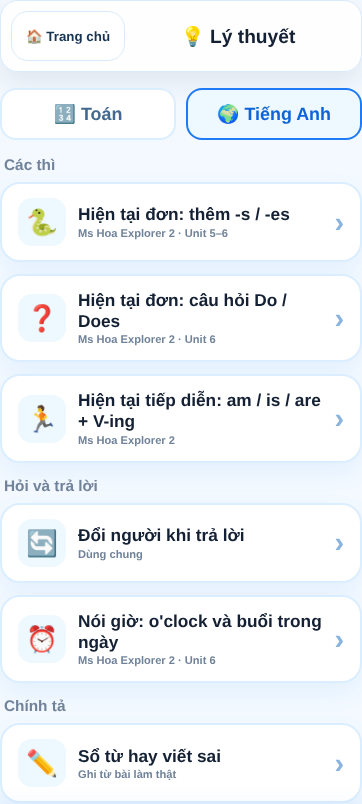 🏠 Trang chủ
💡 Lý thuyết
🔢 Toán
🌍 Tiếng Anh
Các thì
Hiện tại đơn: thêm -s / -es
Ms Hoa Explorer 2 · Unit 5–6
Hiện tại đơn: câu hỏi Do /
Does
Ms Hoa Explorer 2 · Unit 6
Hiện tại tiếp diễn: am / is / are
+ V-ing
Ms Hoa Explorer 2
Hỏi và trả lời
Đổi người khi trả lời
Dùng chung
Nói giờ: o'clock và buổi trong
ngày
Ms Hoa Explorer 2 · Unit 6
Chính tả
Sổ từ hay viết sai
Ghi từ bài làm thật